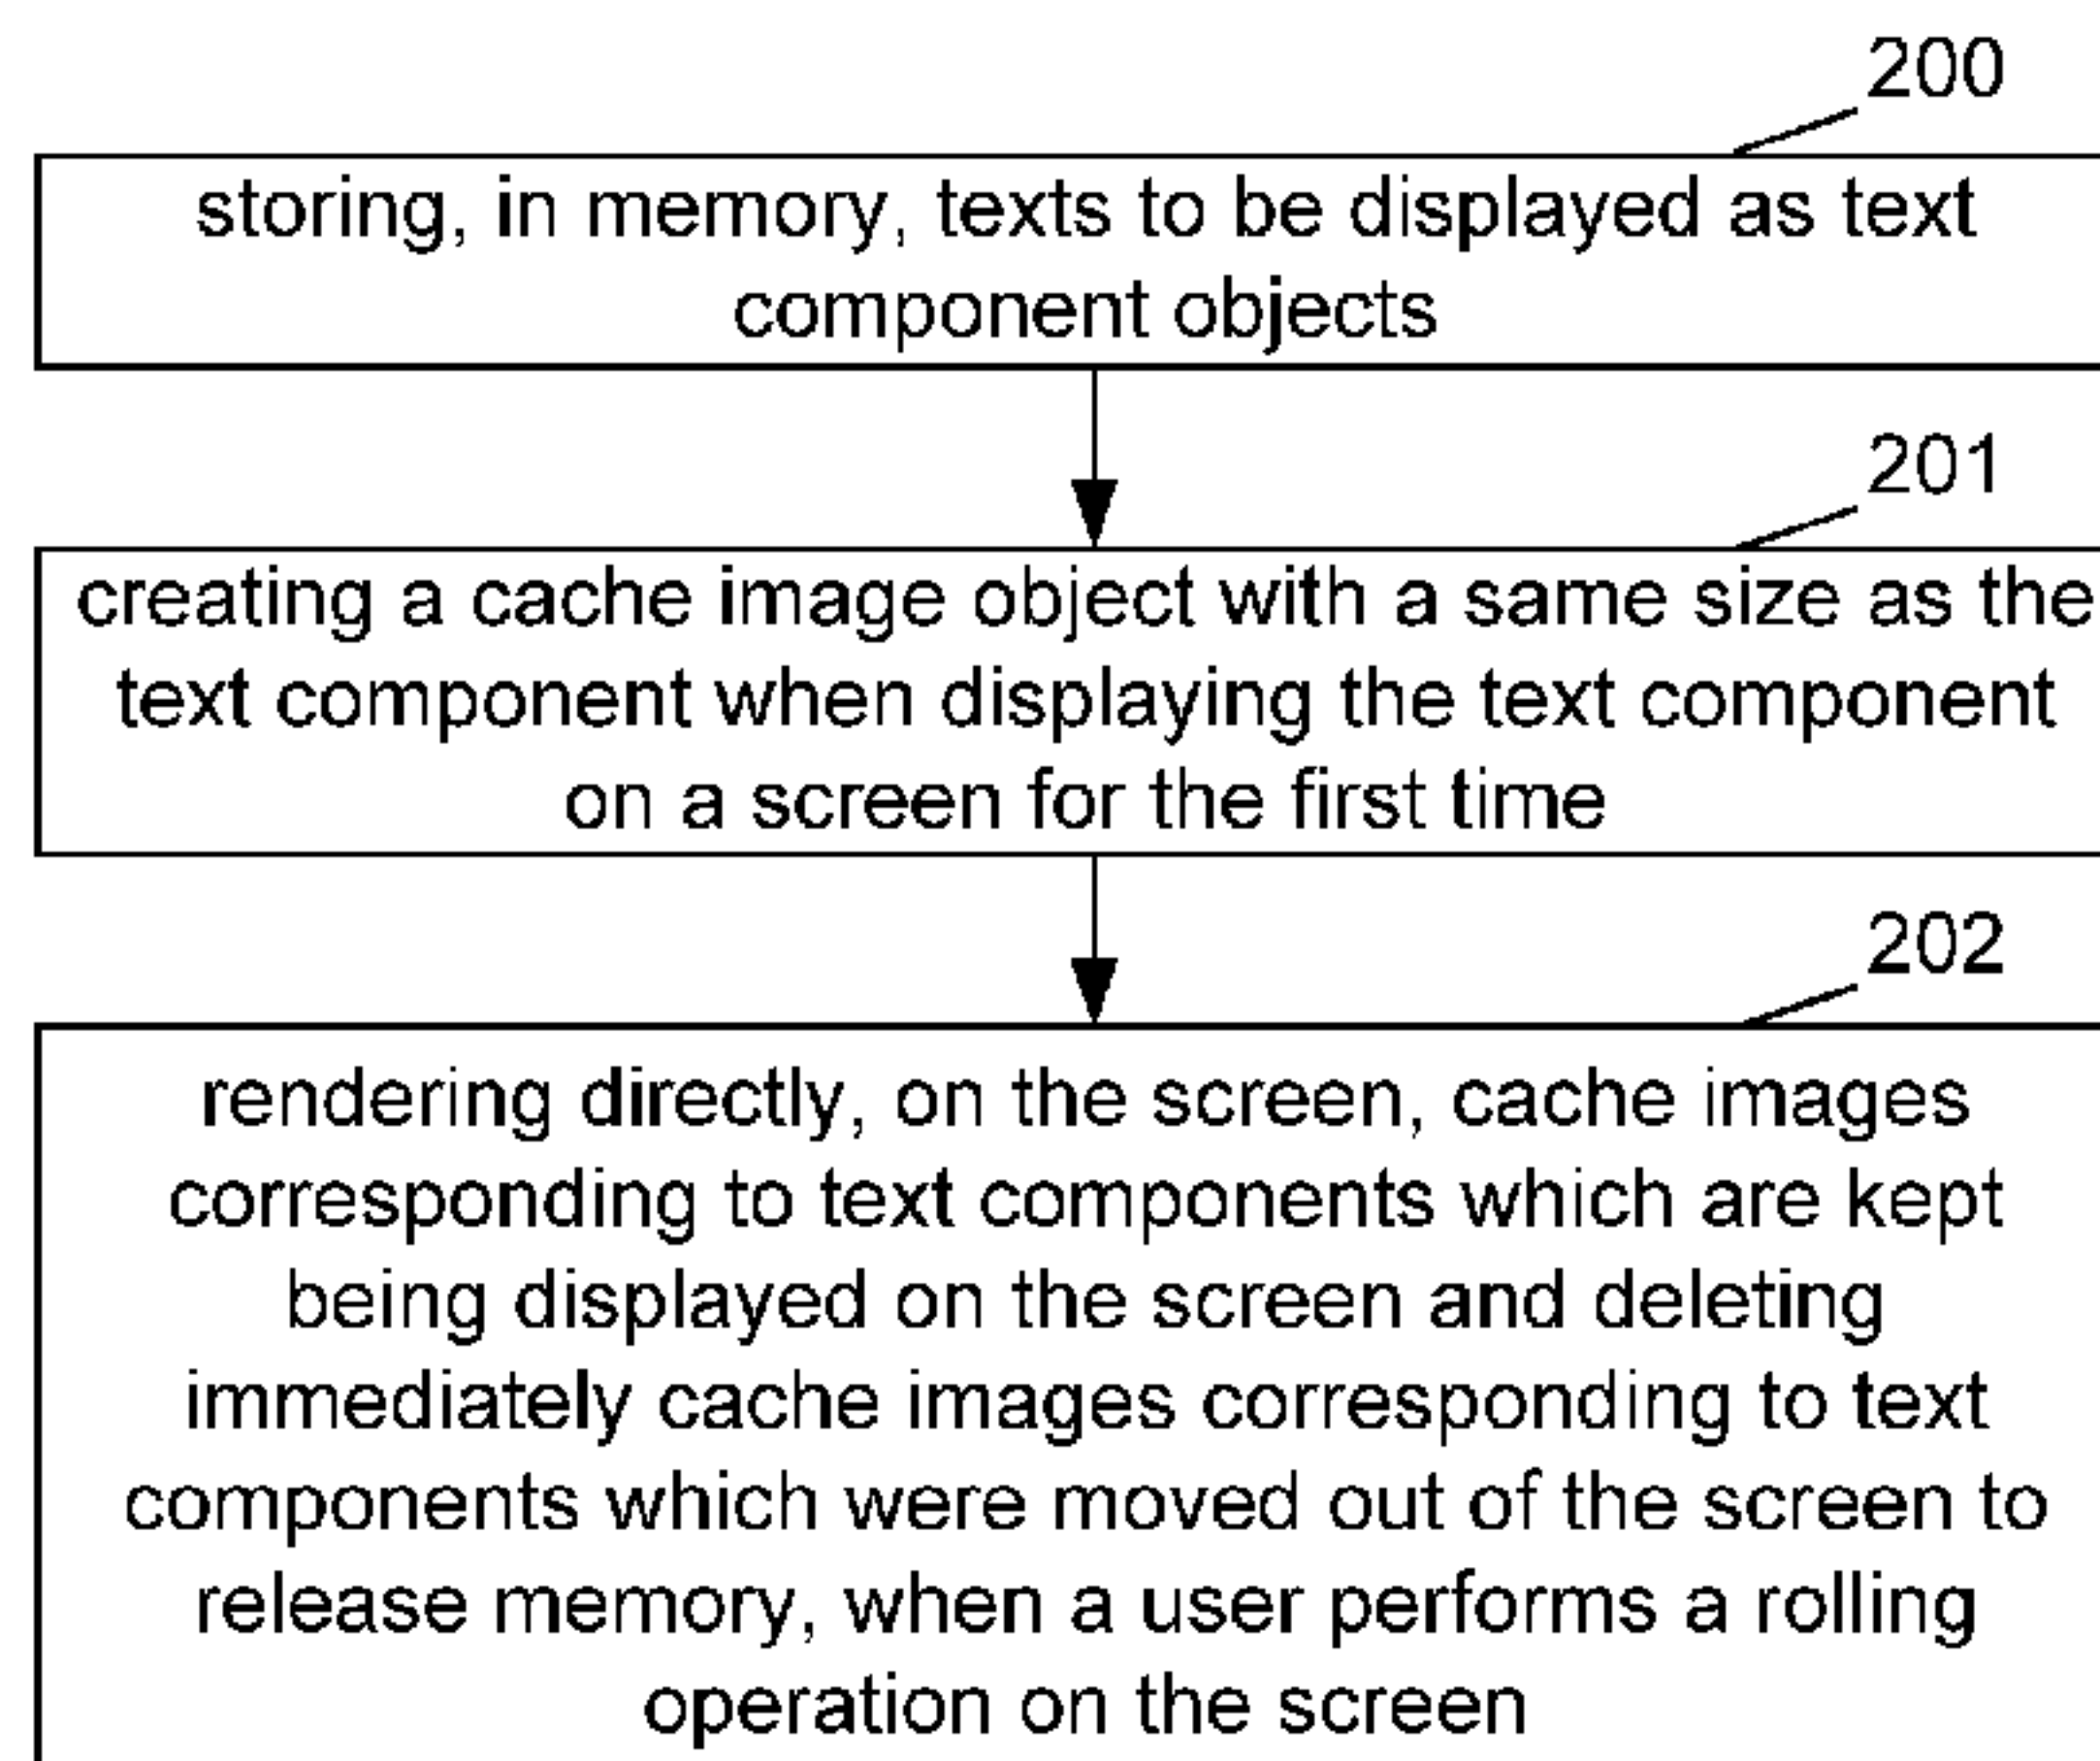 200
storing, in memory, texts to be displayed as text
component objects
201
creating a cache image object with a same size as the
text component when displaying the text component
on a screen for the first time
202
rendering directly, on the screen, cache images
corresponding to text components which are kept
being displayed on the screen and deleting
immediately cache images corresponding to text
components which were moved out of the screen to
release memory, when a user performs a rolling
operation on the screen